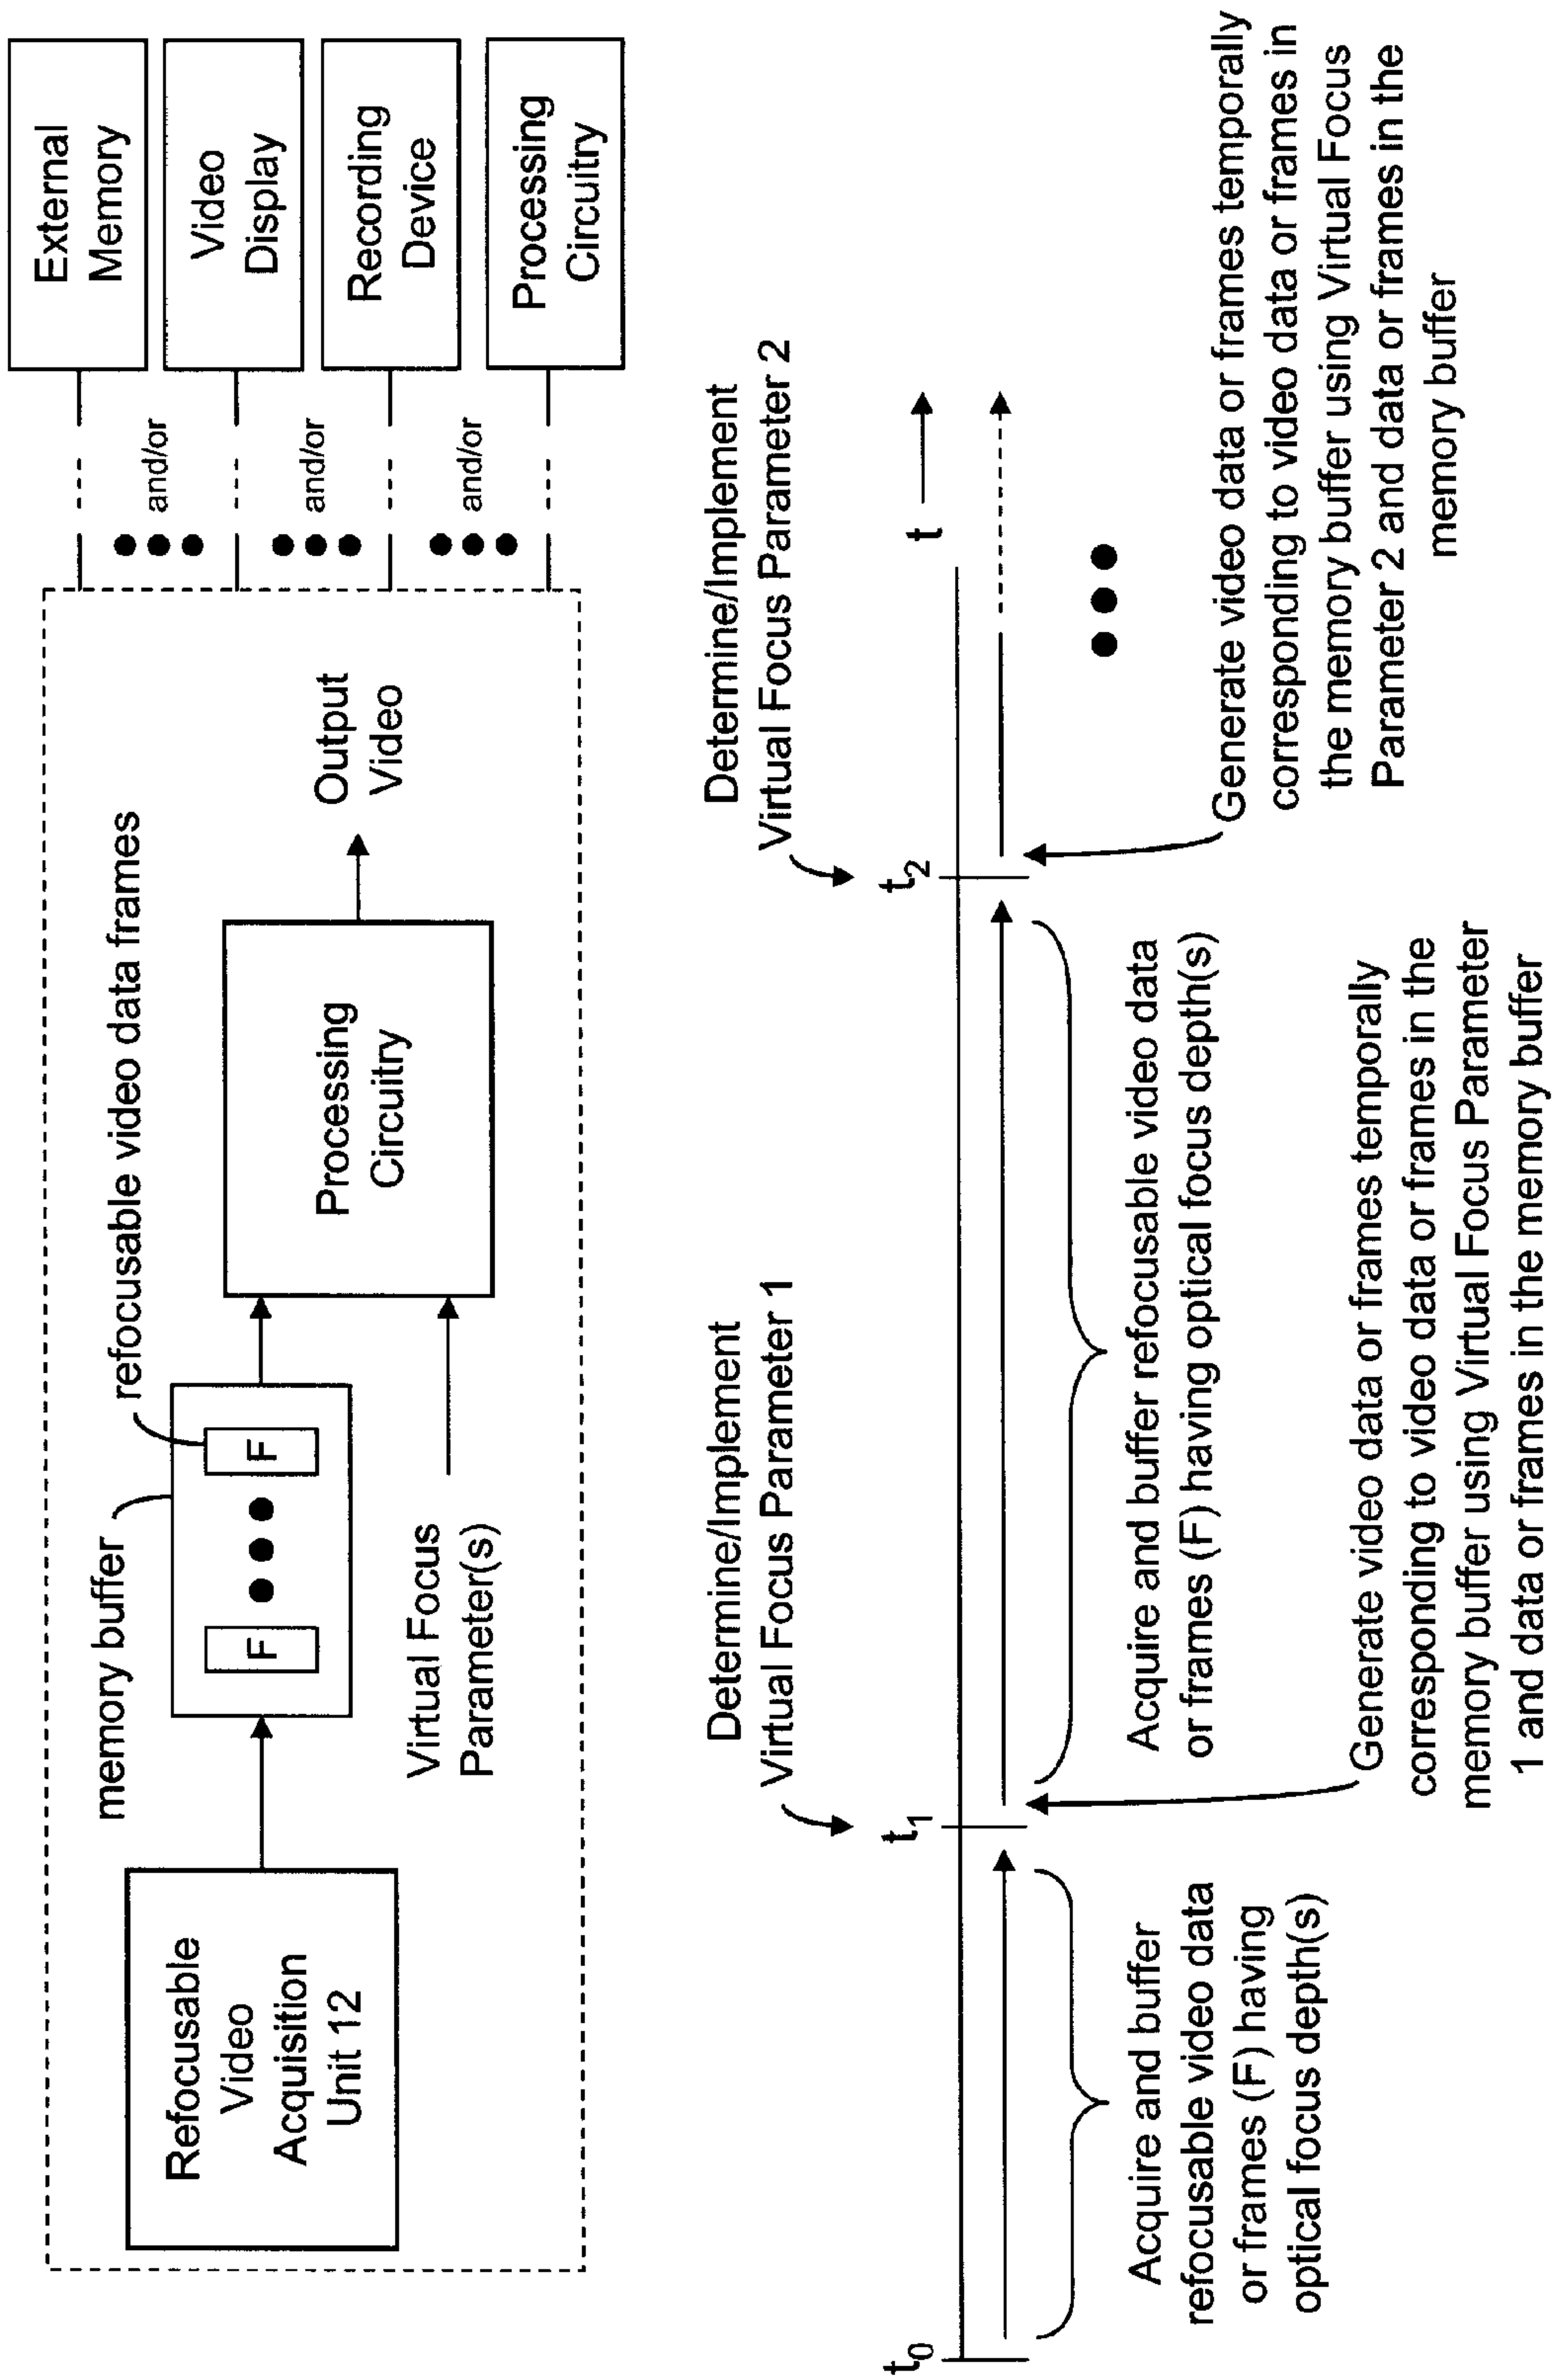 External
Memory
Video
Display
Recording
Device
Processing
Circuitry
and/or
and/or
and/or
refocusable video data frames
memory buffer
F
F
Refocusable
Video
Acquisition
Unit 12
Virtual Focus
Parameter(s)
Processing
Circuitry
Output
Video
Determine/Implement
Virtual Focus Parameter 1
Determine/Implement
Virtual Focus Parameter 2
t0
t1
t2
t
Acquire and buffer
refocusable video data
or frames (F) having
optical focus depth(s)
Acquire and buffer refocusable video data
or frames (F) having optical focus depth(s)
Generate video data or frames temporally
corresponding to video data or frames in the
memory buffer using Virtual Focus Parameter
1 and data or frames in the memory buffer
Generate video data or frames temporally
corresponding to video data or frames in
the memory buffer using Virtual Focus
Parameter 2 and data or frames in the
memory buffer